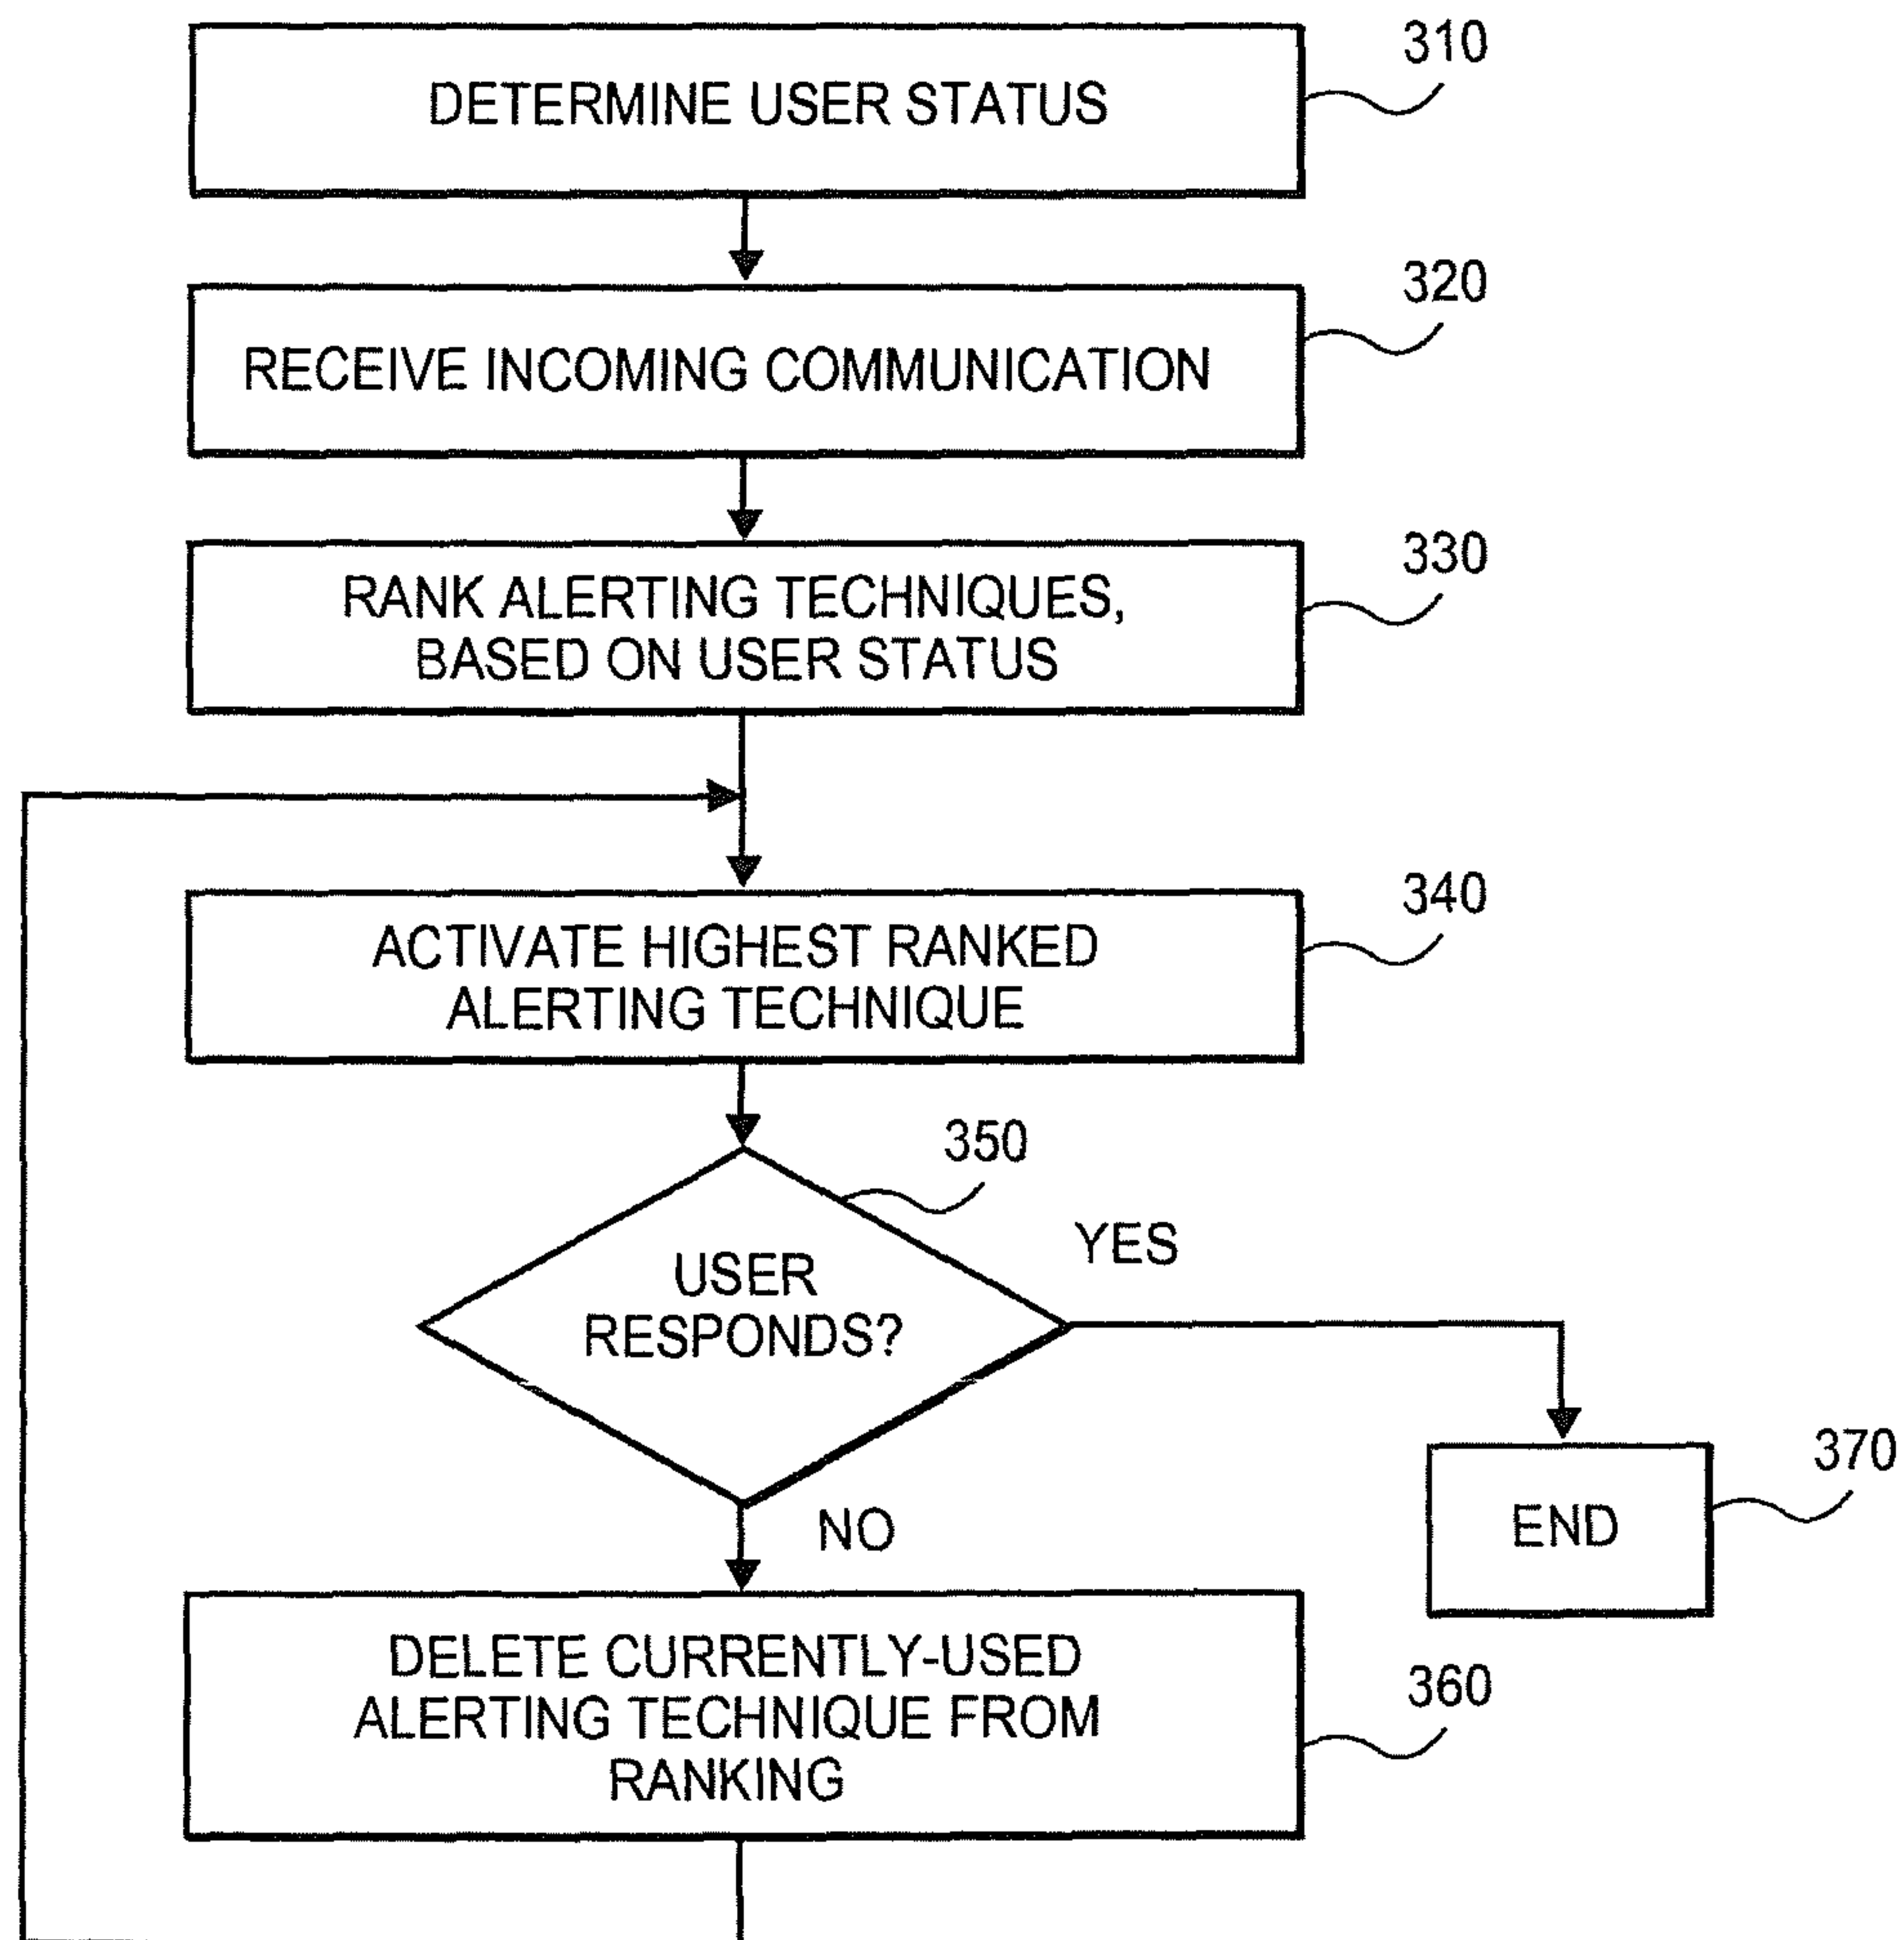 310
DETERMINE USER STATUS
320
RECEIVE INCOMING COMMUNICATION
330
RANK ALERTING TECHNIQUES,
BASED ON USER STATUS
340
ACTIVATE HIGHEST RANKED
ALERTING TECHNIQUE
350
YES
USER
RESPONDS?
370
END
NO
360
DELETE CURRENTLY-USED
ALERTING TECHNIQUE FROM
RANKING